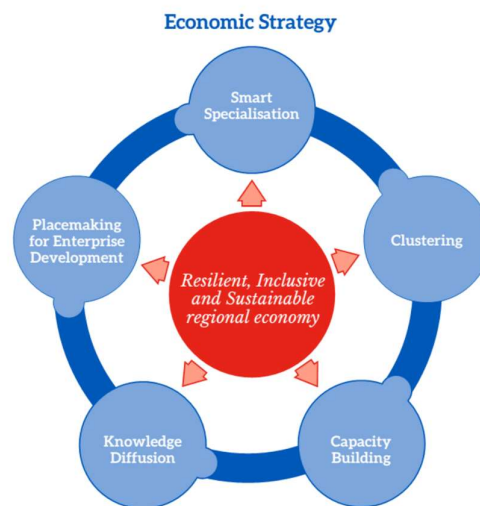 Economic Strategy
Smart
Specialisation
Placemaking
for Enterprise
Development
Clustering
Resilient, Inclusive
and Sustainable
regional economy
Knowledge
Diffusion
Capacity
Building